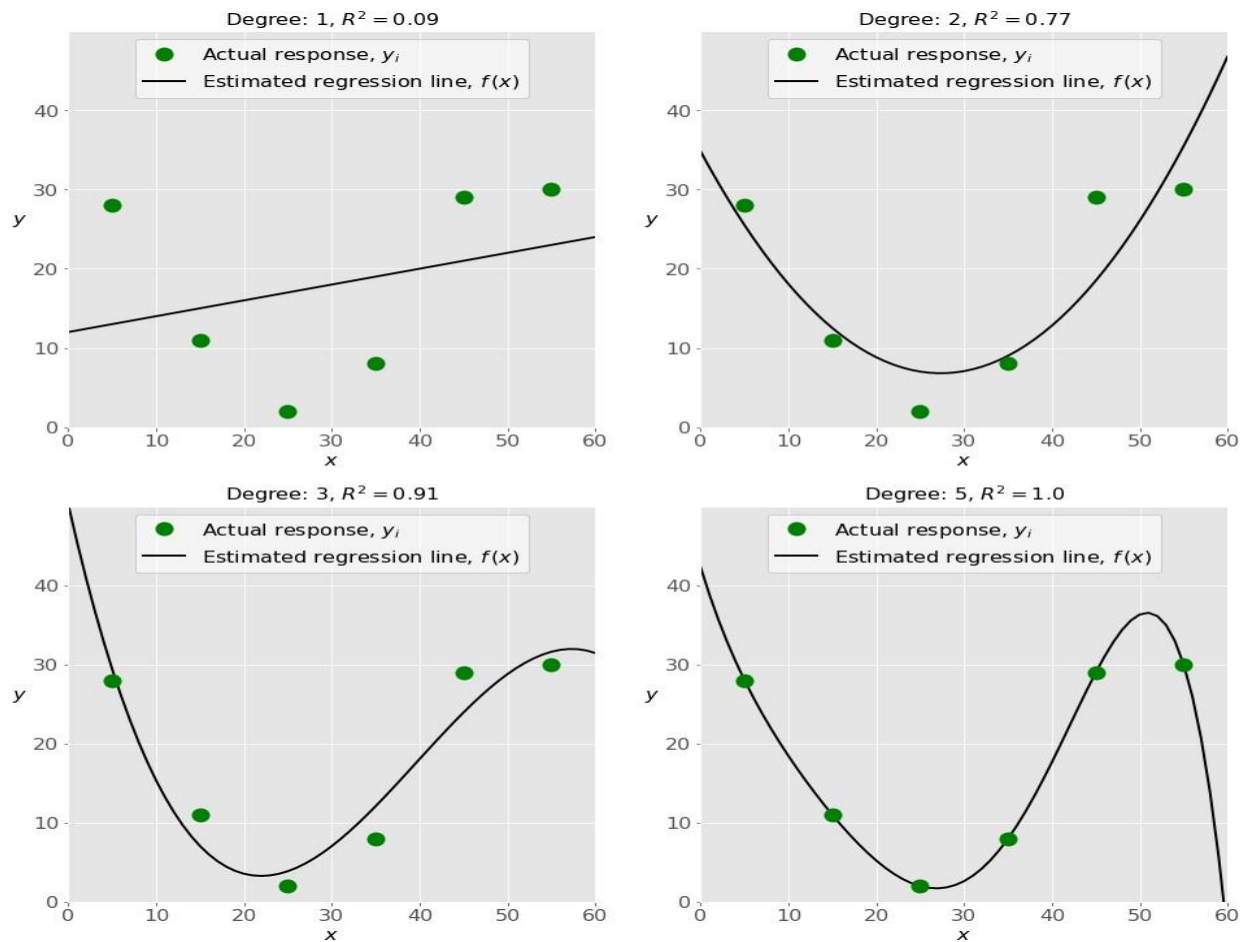 Degree: 1, R² = 0.09
Actual response, yᵢ
Estimated regression line, f(x)
40
30
y
20
10
0
0 10 20 30 40 50 60
x
Degree: 2, R² = 0.77
Actual response, yᵢ
Estimated regression line, f(x)
40
30
y
20
10
0
0 10 20 30 40 50 60
x
Degree: 3, R² = 0.91
Actual response, yᵢ
Estimated regression line, f(x)
40
30
y
20
10
0
0 10 20 30 40 50 60
x
Degree: 5, R² = 1.0
Actual response, yᵢ
Estimated regression line, f(x)
40
30
y
20
10
0
0 10 20 30 40 50 60
x